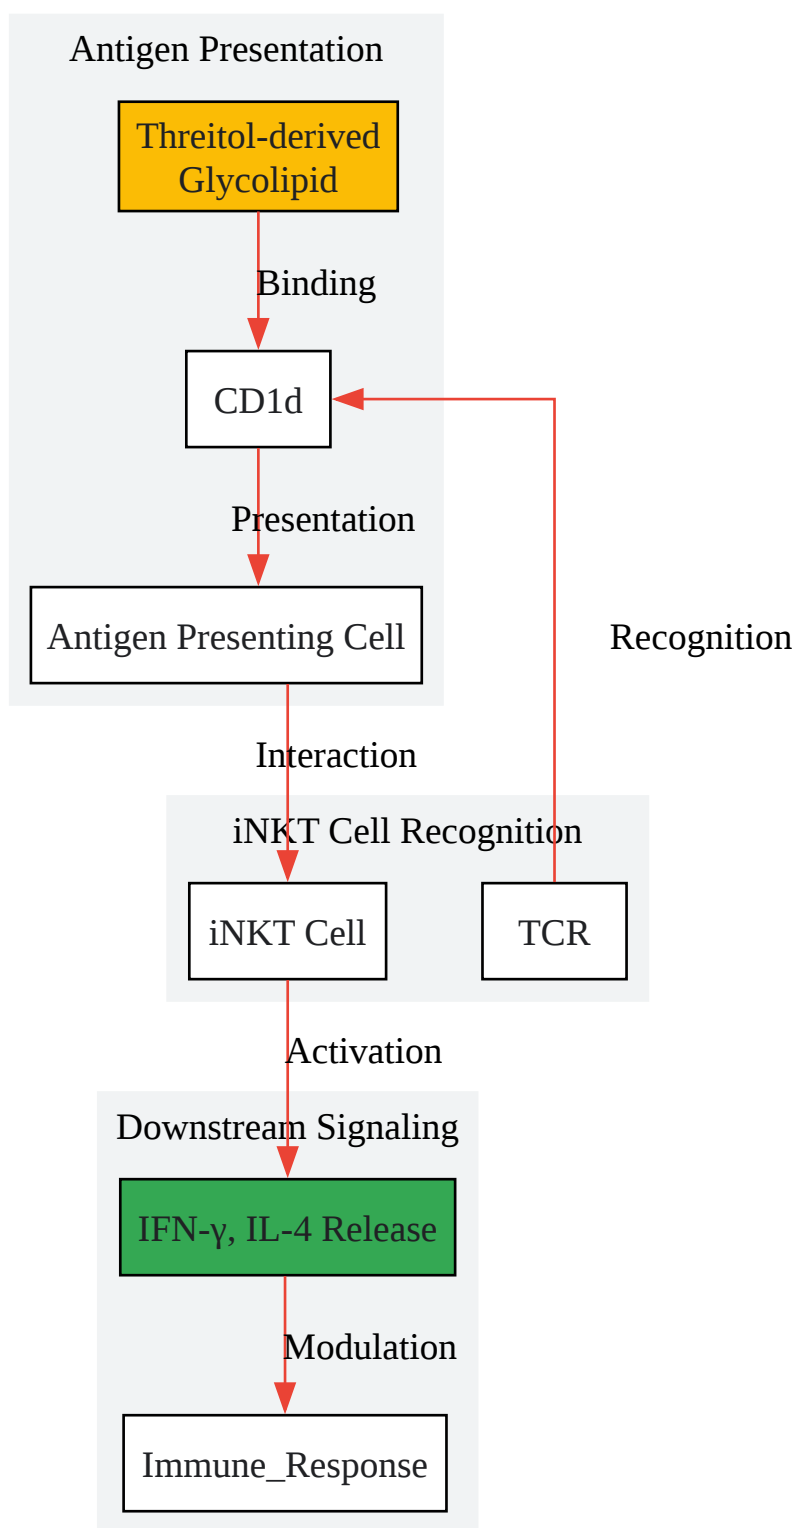 Antigen Presentation
Threitol-derived
Glycolipid
Binding
CD1d
Presentation
Antigen Presenting Cell
Recognition
Interaction
iNKT Cell Recognition
iNKT Cell
TCR
Activation
Downstream Signaling
IFN-γ, IL-4 Release
Modulation
Immune_Response